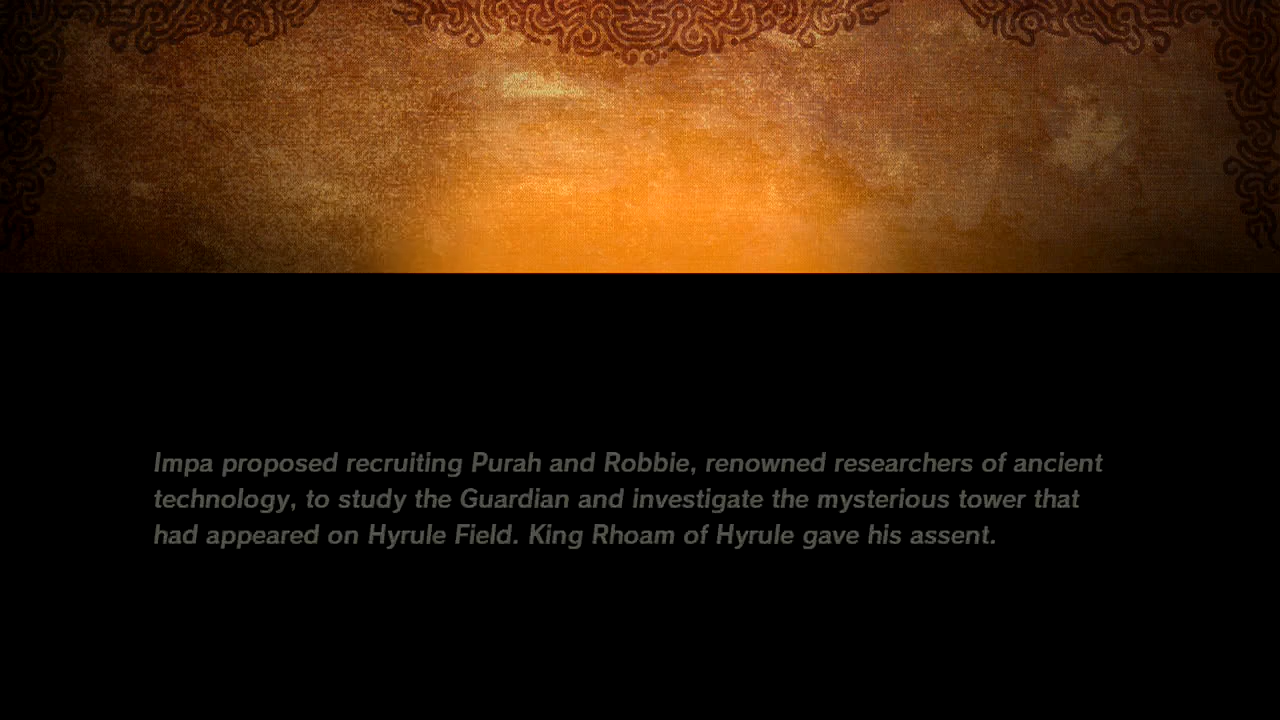 Impa proposed recruiting Purah and Robbie, renowned researchers of ancient
technology, to study the Guardian and investigate the mysterious tower that
had appeared on Hyrule Field. King Rhoam of Hyrule gave his assent.